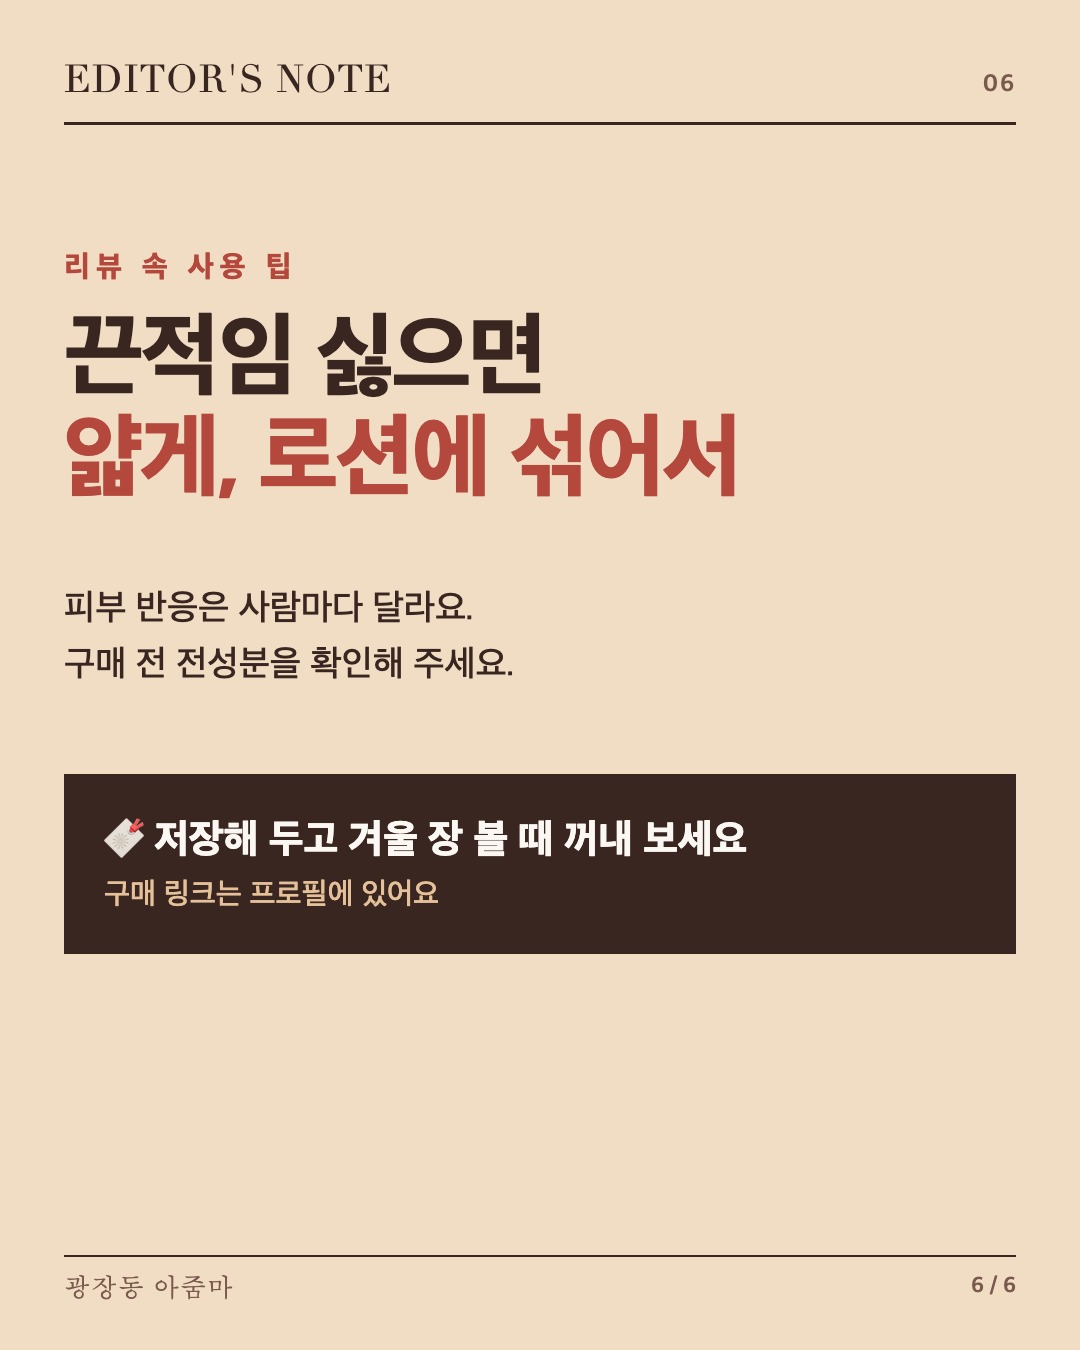 EDITOR'S NOTE
06
리뷰 속 사용 팁
끈적임 싫으면
얇게, 로션에 섞어서
피부 반응은 사람마다 달라요.
구매 전 전성분을 확인해 주세요.
저장해 두고 겨울 장 볼 때 꺼내 보세요
구매 링크는 프로필에 있어요
광장동 아줌마
6 / 6